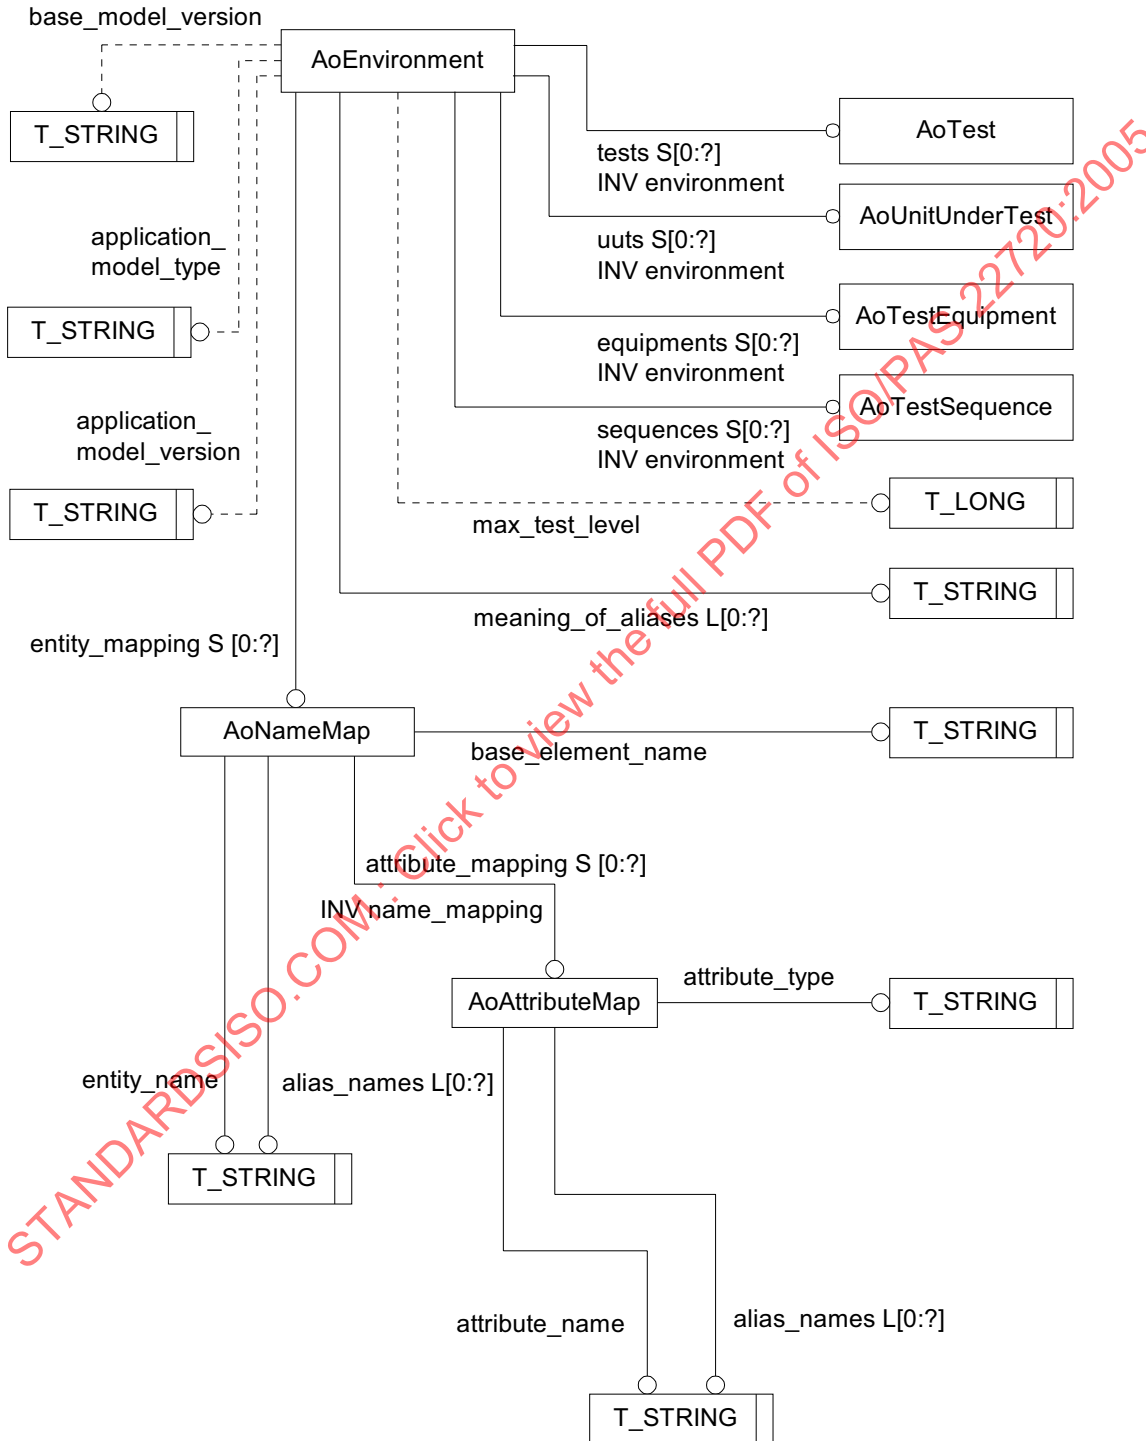 base_model_version
AoEnvironment
T_STRING
AoTest
tests S[0:?]
INV environment
AoUnitUnderTest
uuts S[0:?]
INV environment
application_
model_type
T_STRING
AoTestEquipment
equipments S[0:?]
INV environment
AoTestSequence
sequences S[0:?]
INV environment
application_
model_version
T_STRING
T_LONG
max_test_level
T_STRING
meaning_of_aliases L[0:?]
entity_mapping S [0:?]
AoNameMap
T_STRING
base_element_name
attribute_mapping S [0:?]
INV name_mapping
AoAttributeMap
attribute_type
T_STRING
entity_name
alias_names L[0:?]
T_STRING
attribute_name
alias_names L[0:?]
T_STRING
STANDARDSISO.COM : Click to view the full PDF of ISO/PAS 22720:2005